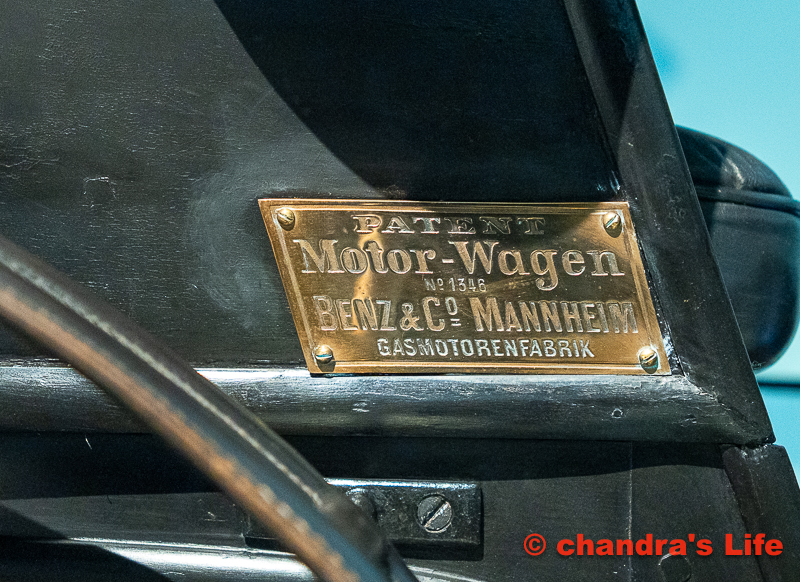 PATENT
Motor-Wagen
No 1346
BENZ & Co MANNHEIM
GASMOTORENFABRIK
© chandra's Life